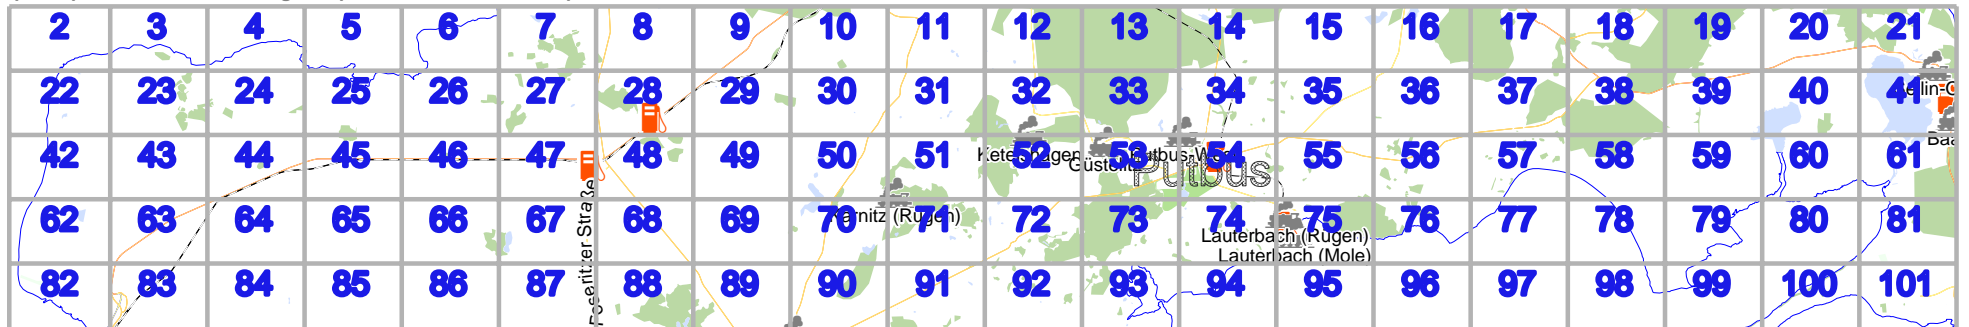 2 3 4 5 6 7 8 9 10 11 12 13 14 15 16 17 18 19 20 21
22 23 24 25 26 27 28 29 30 31 32 33 34 35 36 37 38 39 40 41
42 43 44 45 46 47 48 49 50 51 52 53 54 55 56 57 58 59 60 61
Putbus
62 63 64 65 66 67 68 69 70 71 72 73 74 75 76 77 78 79 80 81
Karnitz (Rügen)
Poseritzer Straße
Lauterbach (Rügen)
Lauterbach (Mole)
82 83 84 85 86 87 88 89 90 91 92 93 94 95 96 97 98 99 100 101